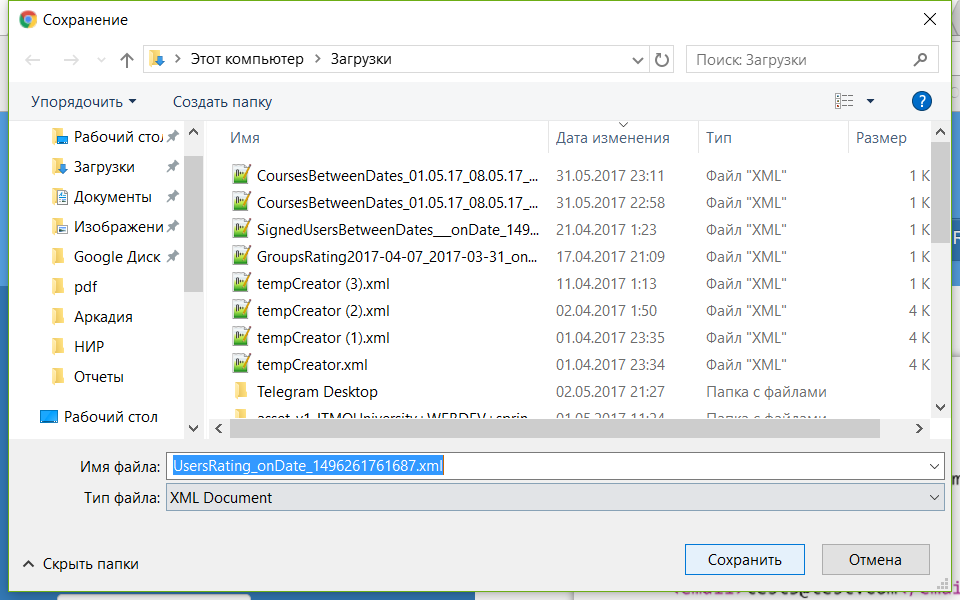 Сохранение
Этот компьютер > Загрузки
Поиск: Загрузки
Упорядочить
Создать папку
?
Рабочий сто
Загрузки
Документы
Изображени
Google Диск
pdf
Аркадия
НИР
Отчеты
Рабочий стол
Имя Дата изменения Тип Размер
CoursesBetweenDates_01.05.17_08.05.17_... 31.05.2017 23:11 Файл "XML" 1 K
CoursesBetweenDates_01.05.17_08.05.17_... 31.05.2017 22:58 Файл "XML" 1 K
SignedUsersBetweenDates__onDate_149... 21.04.2017 1:23 Файл "XML" 1 K
GroupsRating2017-04-07_2017-03-31_on... 17.04.2017 21:09 Файл "XML" 1 K
tempCreator (3).xml 11.04.2017 1:13 Файл "XML" 1 K
tempCreator (2).xml 02.04.2017 1:50 Файл "XML" 4 K
tempCreator (1).xml 01.04.2017 23:35 Файл "XML" 4 K
tempCreator.xml 01.04.2017 23:34 Файл "XML" 4 K
Telegram Desktop 02.05.2017 21:27 Папка с файлами
asset-v1_ITMOUniversity+WEBDEV+sprin 01.05.2017 11:24 Папка с файлами
Имя файла: UsersRating_onDate_1496261761687.xml
Тип файла: XML Document
Скрыть папки
Сохранить
Отмена